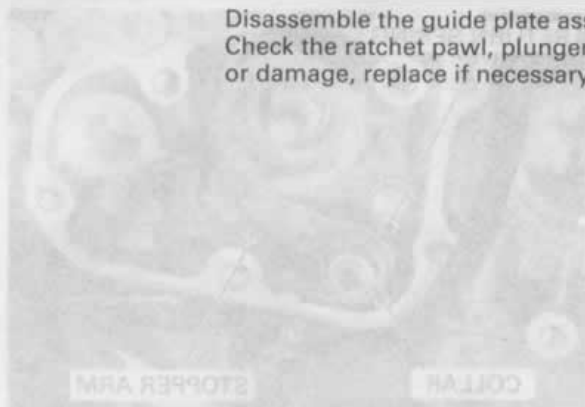 Disassemble the guide plate ass
Check the ratchet pawl, plunger
or damage, replace if necessary
STOPPER ARM
COLLAR